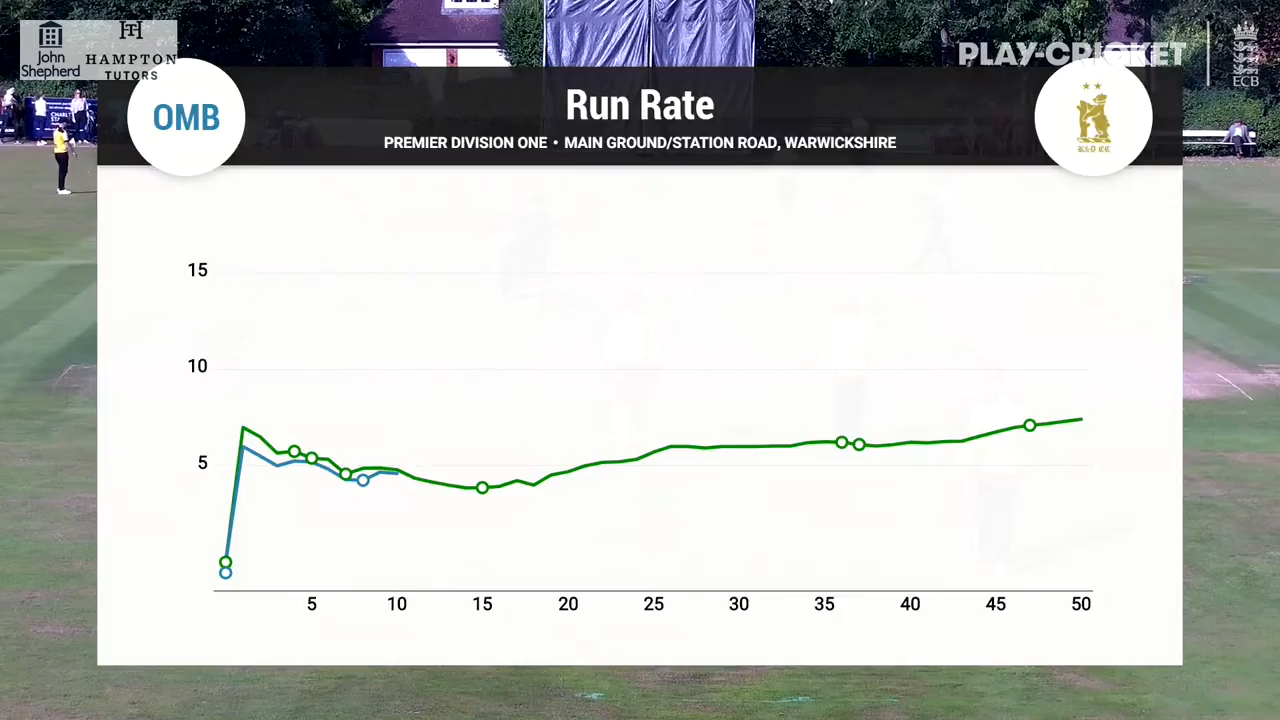 John
Shepherd
HAMPTON
TUTORS
PLAY-CRICKET
ECB
OMB
Run Rate
K&D CC
PREMIER DIVISION ONE • MAIN GROUND/STATION ROAD, WARWICKSHIRE
15
10
5
5 10 15 20 25 30 35 40 45 50